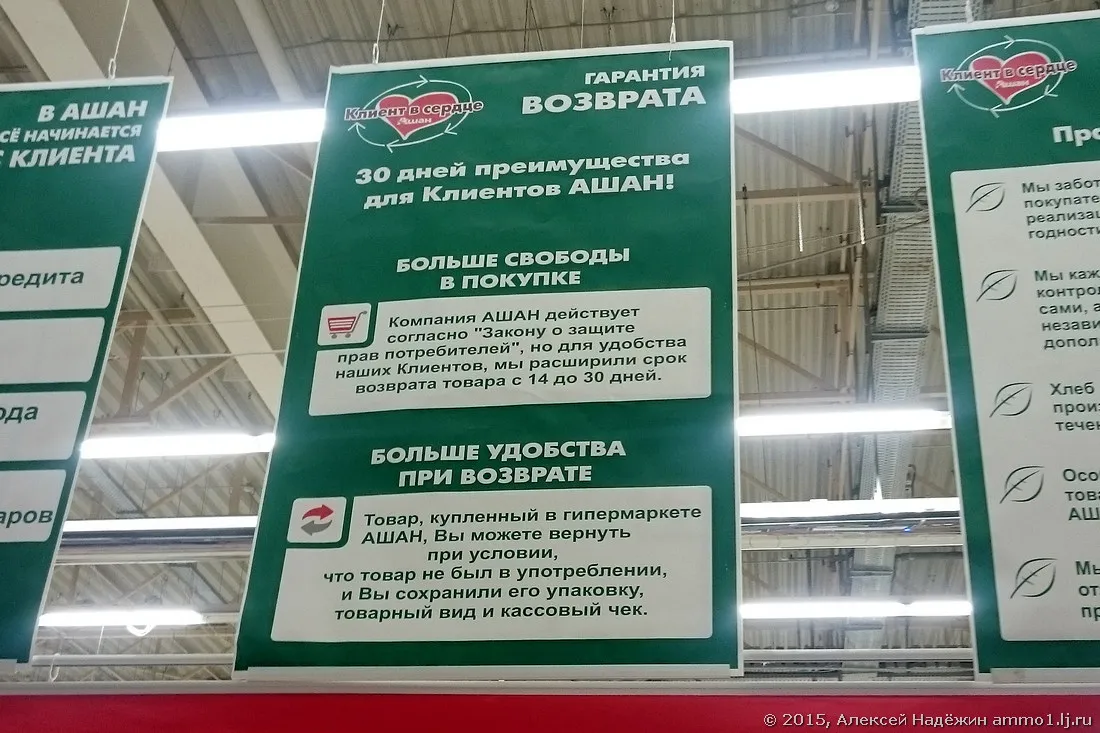 В АШАН
СЁ НАЧИНАЕТСЯ
С КЛИЕНТА
редита
ода
аров
Клиент в сердце
Ашан
ГАРАНТИЯ
ВОЗВРАТА
30 дней преимущества
для Клиентов АШАН!
БОЛЬШЕ СВОБОДЫ
В ПОКУПКЕ
Компания АШАН действует
согласно "Закону о защите
прав потребителей", но для удобства
наших Клиентов, мы расширили срок
возврата товара с 14 до 30 дней.
БОЛЬШЕ УДОБСТВА
ПРИ ВОЗВРАТЕ
Товар, купленный в гипермаркете
АШАН, Вы можете вернуть
при условии,
что товар не был в употреблении,
и Вы сохранили его упаковку,
товарный вид и кассовый чек.
Клиент в сердце
Ашан
Про
Мы забот
покупате
реализац
годности
Мы каж
контрол
сами, а
незави
допол
Хлеб
произ
течен
Осо
това
АШ
Мы
от
пр
© 2015, Алексей Надёжин ammo1.lj.ru